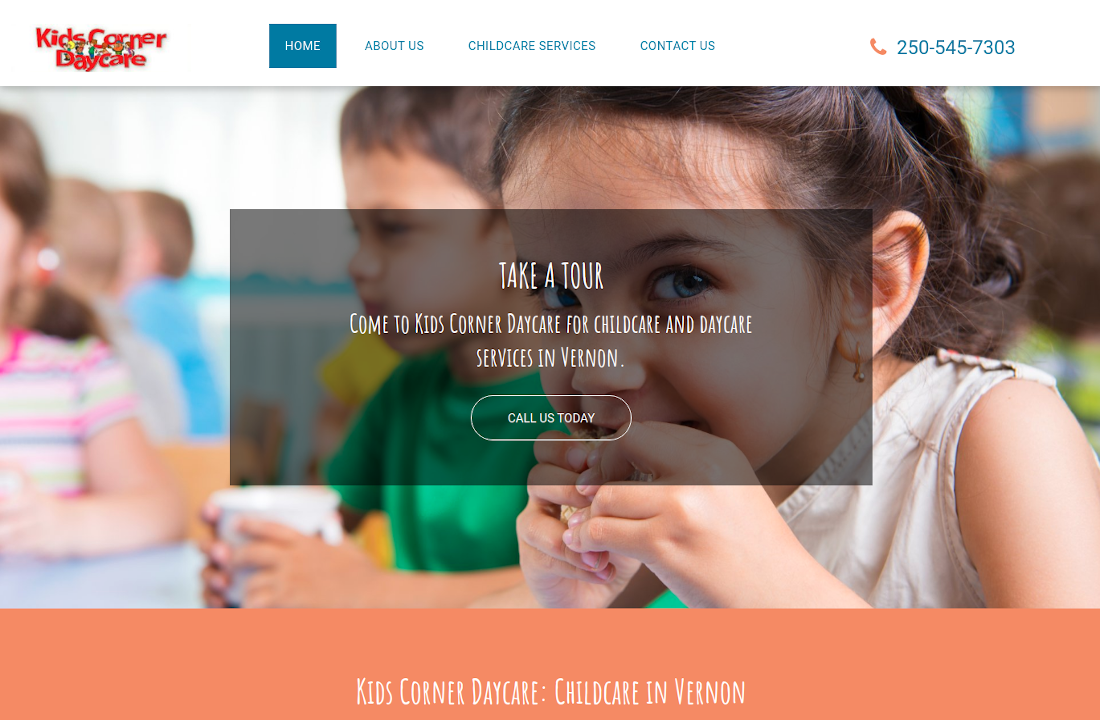 Kids Corner
Daycare
HOME
ABOUT US
CHILDCARE SERVICES
CONTACT US
250-545-7303
TAKE A TOUR
COME TO KIDS CORNER DAYCARE FOR CHILDCARE AND DAYCARE
SERVICES IN VERNON.
CALL US TODAY
KIDS CORNER DAYCARE: CHILDCARE IN VERNON